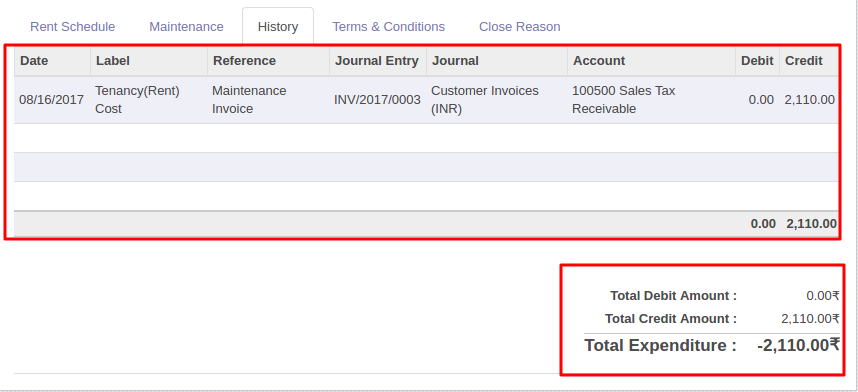 Rent Schedule Maintenance History Terms & Conditions Close Reason
Date Label Reference Journal Entry Journal Account Debit Credit
08/16/2017 Tenancy(Rent) Cost Maintenance Invoice INV/2017/0003 Customer Invoices (INR) 100500 Sales Tax Receivable 0.00 2,110.00
0.00 2,110.00
Total Debit Amount : 0.00₹
Total Credit Amount : 2,110.00₹
Total Expenditure : -2,110.00₹